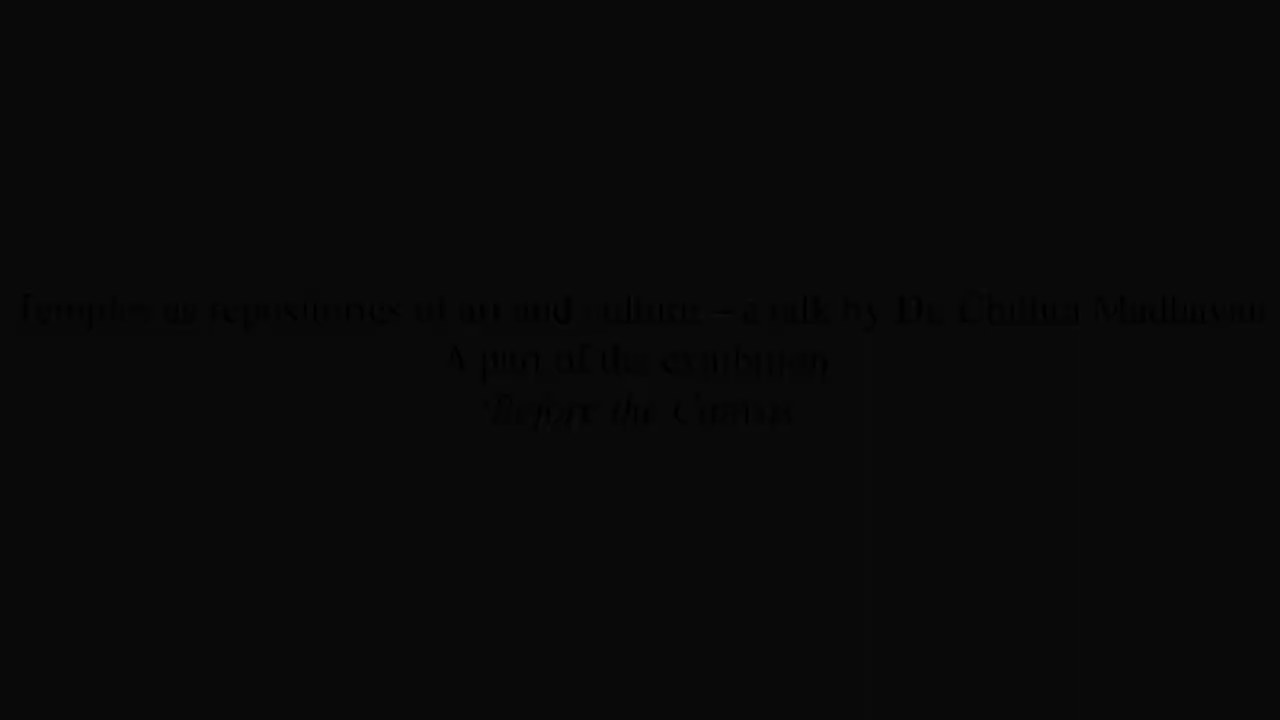 Temples as repositories of art and culture – a talk by Dr. Chithra Madhavan
A part of the exhibition
'Before the Canvas